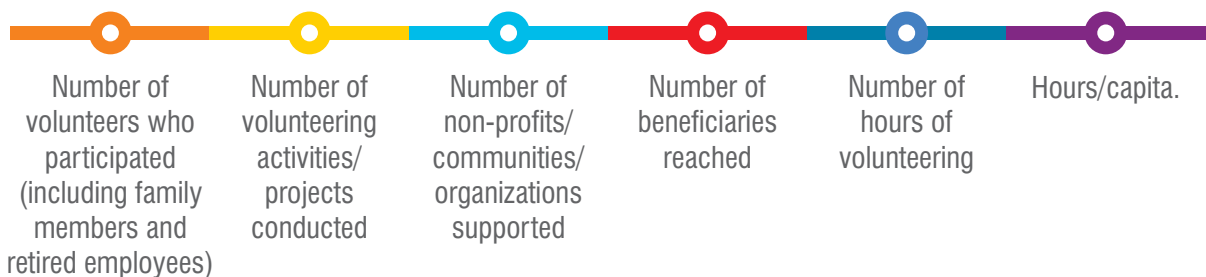 Number of
volunteers who
participated
(including family
members and
retired employees)
Number of
volunteering
activities/
projects
conducted
Number of
non-profits/
communities/
organizations
supported
Number of
beneficiaries
reached
Number of
hours of
volunteering
Hours/capita.